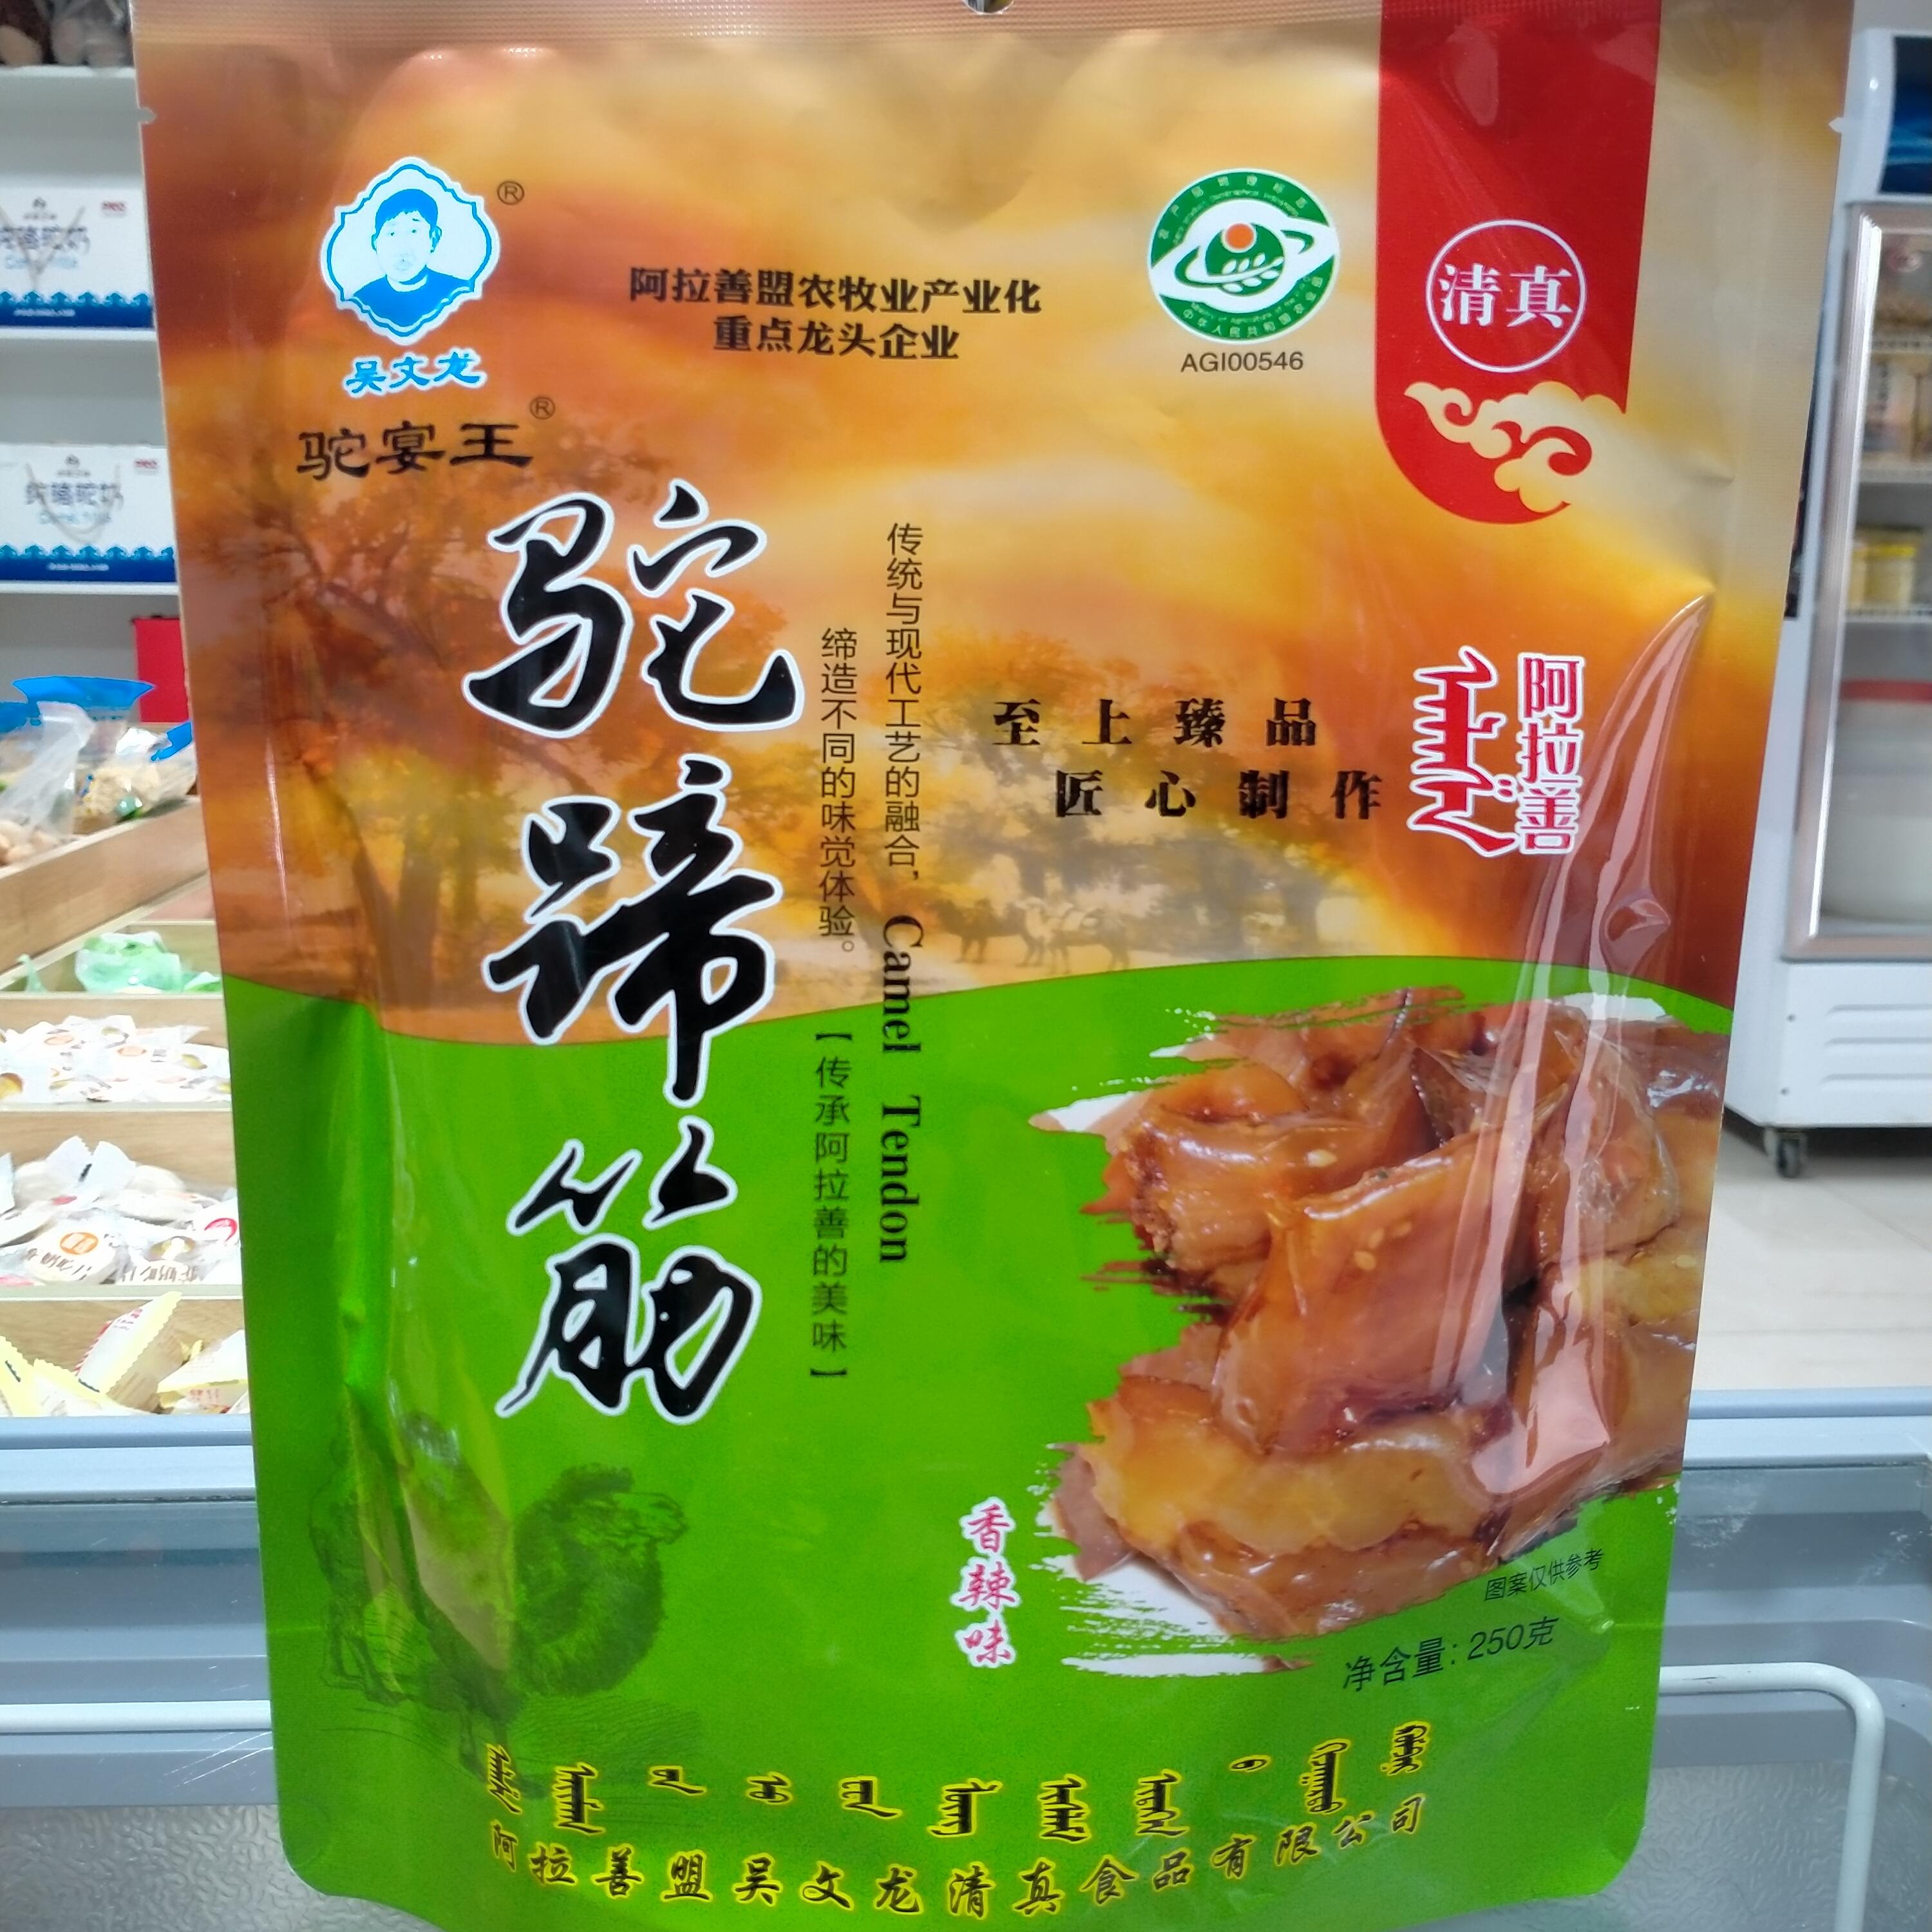 吴文龙
®
阿拉善盟农牧业产业化
重点龙头企业
AGI00546
清真
驼宴王®
驼蹄筋
传统与现代工艺的融合，
缔造不同的味觉体验。
Camel Tendon
【传承阿拉善的美味】
至上臻品
匠心制作
阿拉善
香辣味
图案仅供参考
净含量：250克
阿拉善盟吴文龙清真食品有限公司